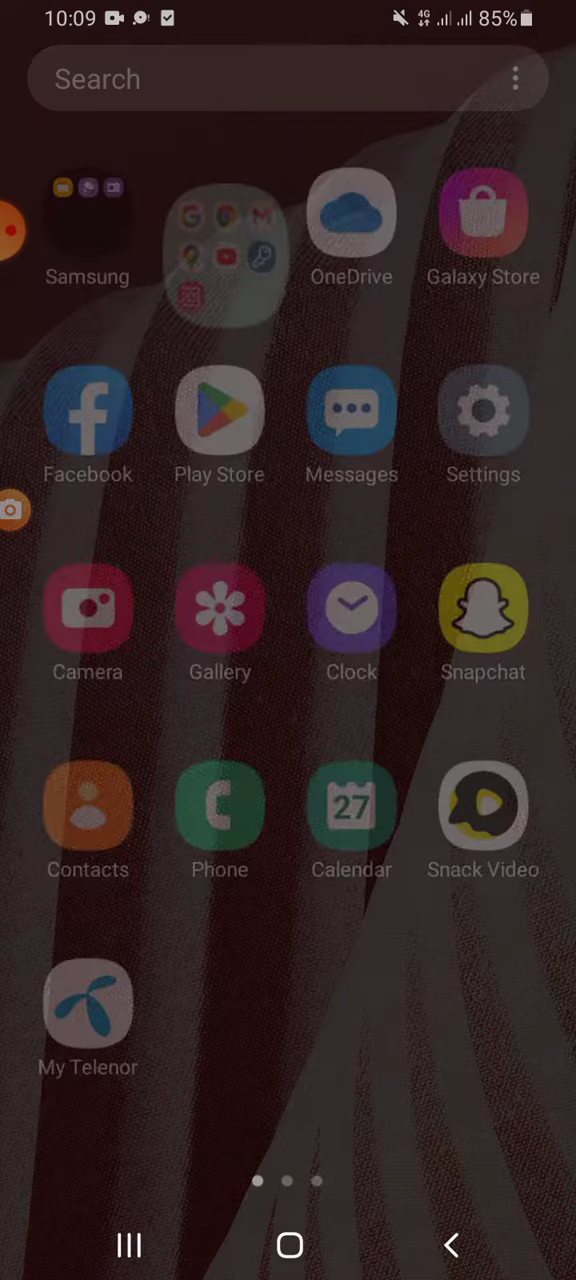 10:09 4G 85%
Search
Samsung OneDrive Galaxy Store
Facebook Play Store Messages Settings
Camera Gallery Clock Snapchat
27
Contacts Phone Calendar Snack Video
My Telenor